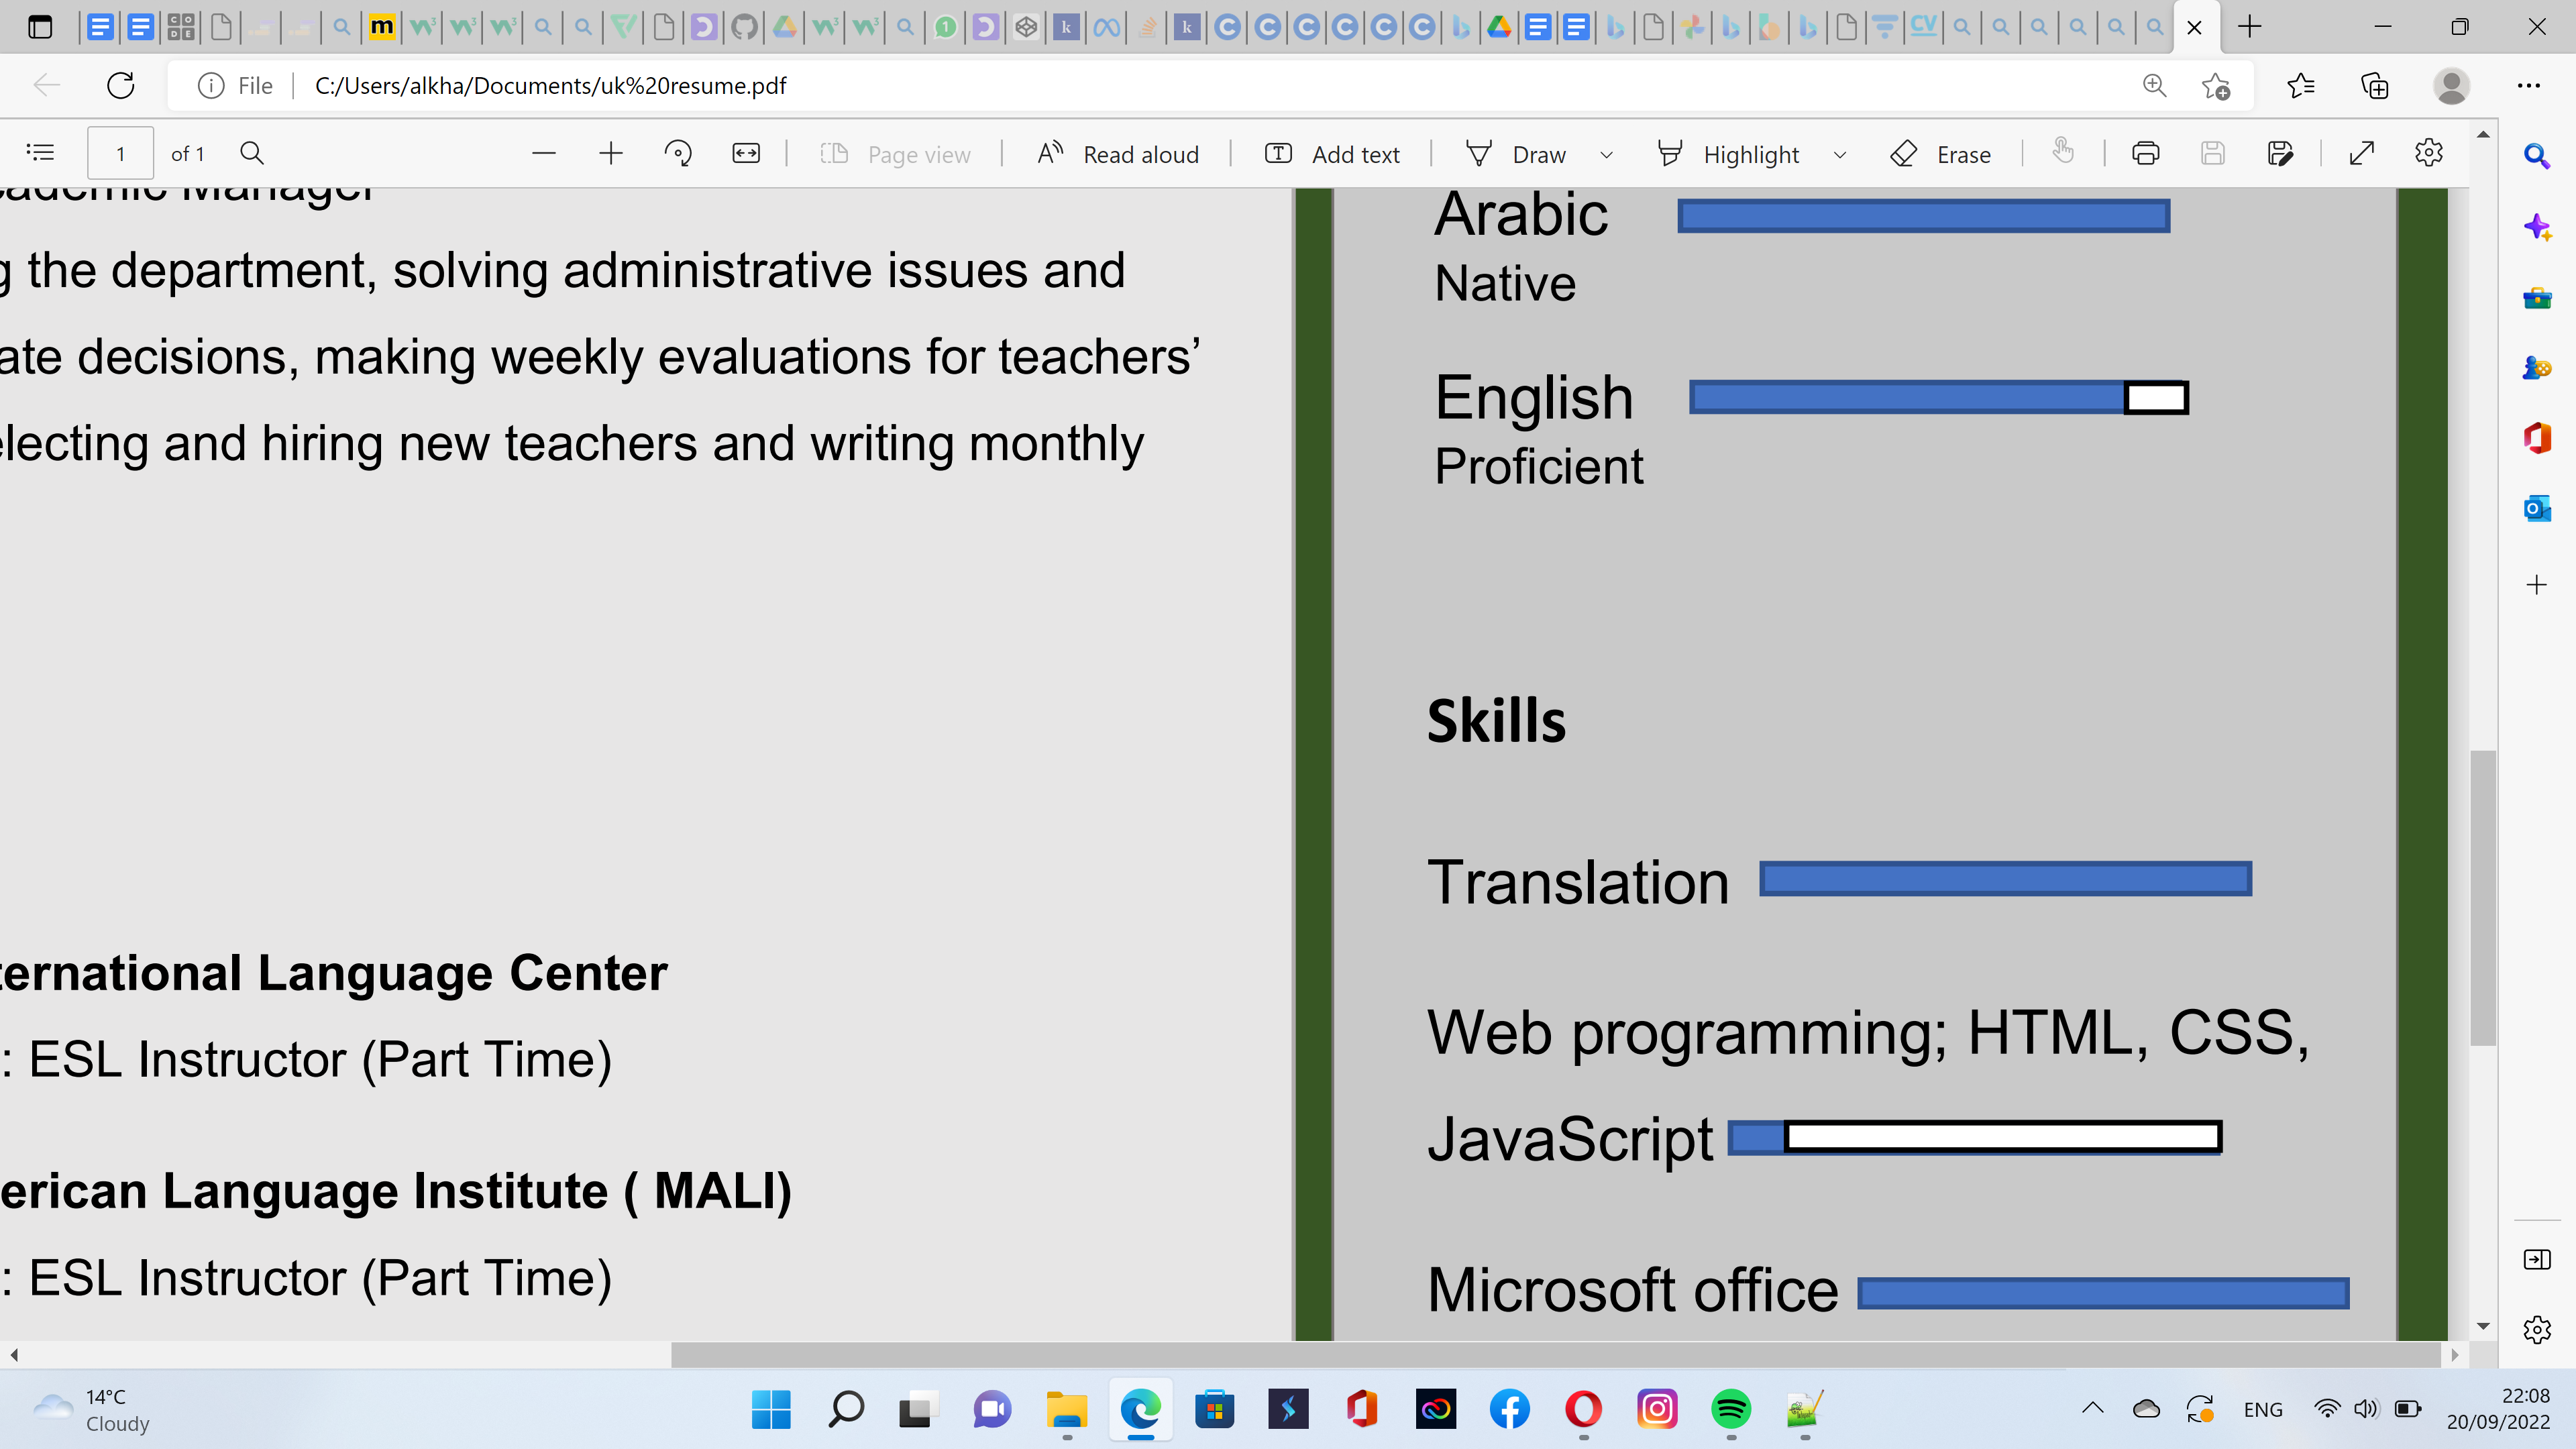 File
C:/Users/alkha/Documents/uk%20resume.pdf
1
of 1
Page view
Read aloud
Add text
Draw
Highlight
Erase
Academic Manager
g the department, solving administrative issues and
ate decisions, making weekly evaluations for teachers’
electing and hiring new teachers and writing monthly
ternational Language Center
: ESL Instructor (Part Time)
erican Language Institute ( MALI)
: ESL Instructor (Part Time)
Arabic
Native
English
Proficient
Skills
Translation
Web programming; HTML, CSS,
JavaScript
Microsoft office
14°C
Cloudy
ENG
22:08
20/09/2022